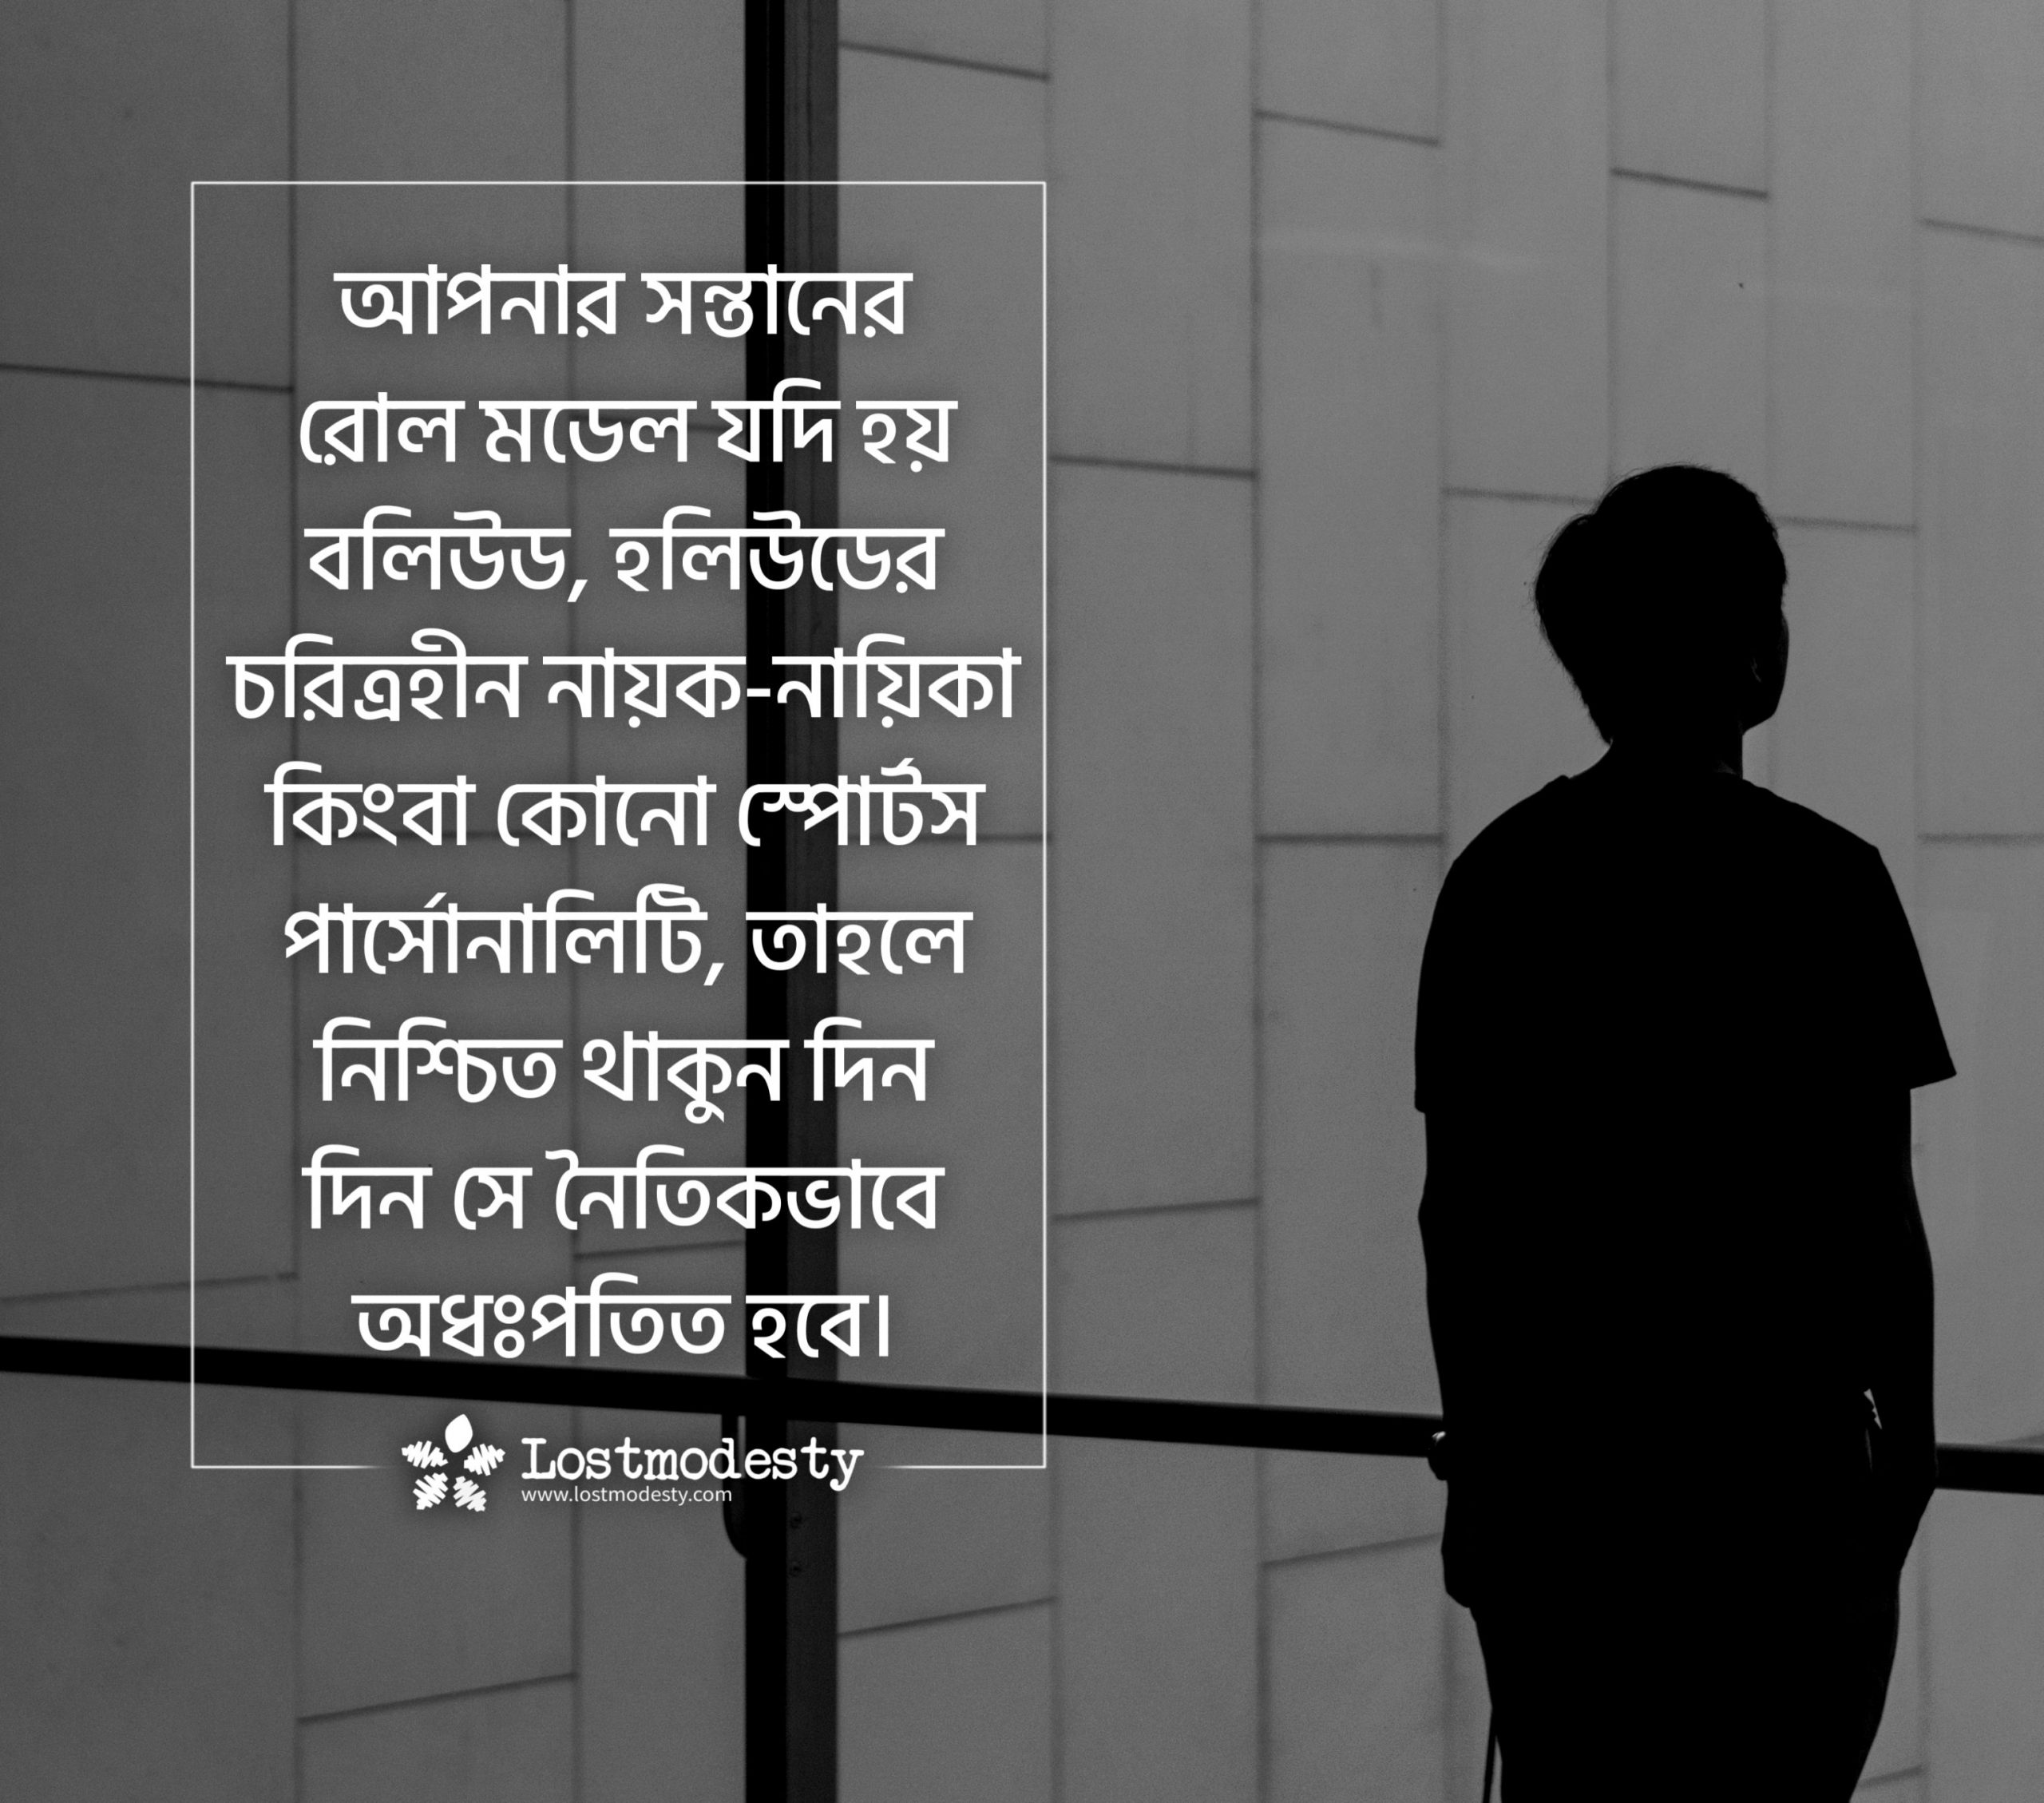 আপনার সন্তানের
রোল মডেল যদি হয়
বলিউড, হলিউডের
চরিত্রহীন নায়ক-নায়িকা
কিংবা কোনো স্পোর্টস
পার্সোনালিটি, তাহলে
নিশ্চিত থাকুন দিন
দিন সে নৈতিকভাবে
অধঃপতিত হবে।
Lostmodesty
www.lostmodesty.com